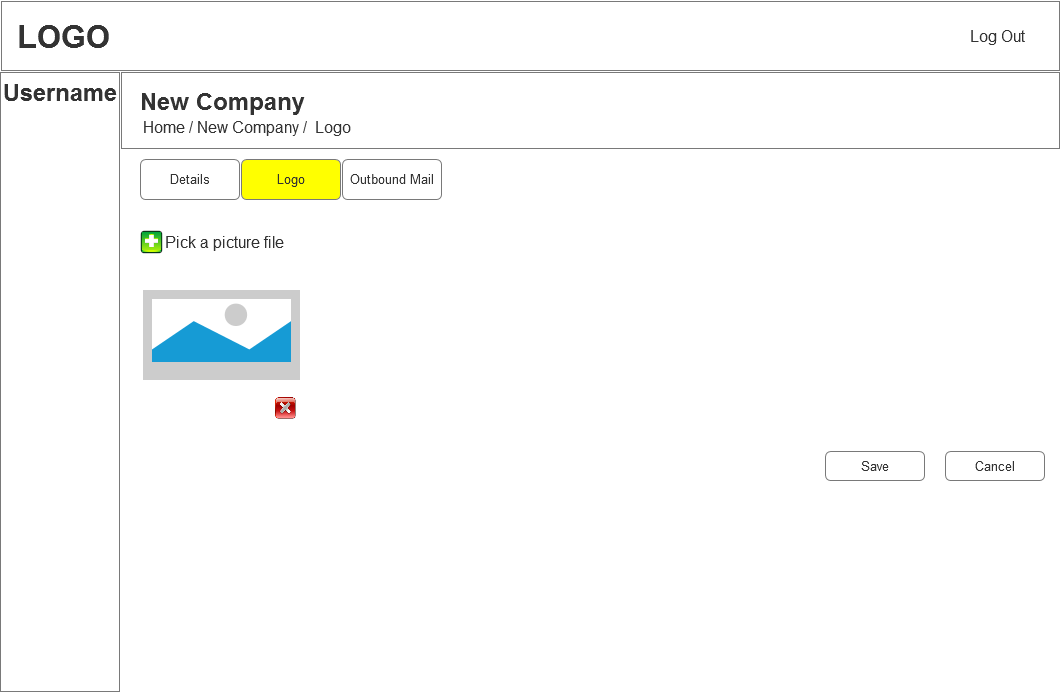 LOGO
Log Out
Username
New Company
Home / New Company /  Logo
Details
Logo
Outbound Mail
Pick a picture file
Save
Cancel